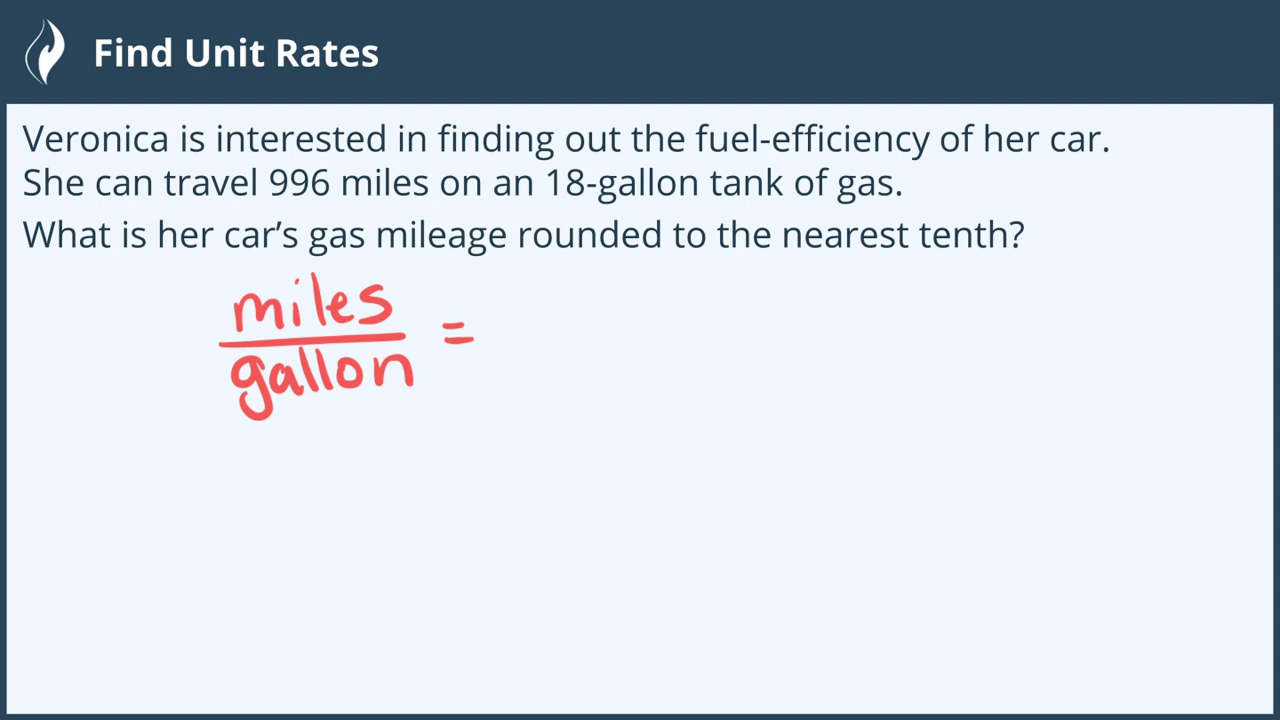 Find Unit Rates
Veronica is interested in finding out the fuel-efficiency of her car.
She can travel 996 miles on an 18-gallon tank of gas.
What is her car’s gas mileage rounded to the nearest tenth?
miles
gallon =